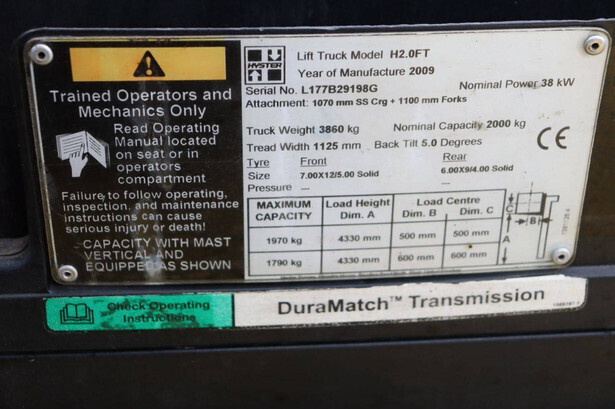 Trained Operators and
Mechanics Only
Read Operating
Manual located
on seat or in
operators
compartment
Failure to follow operating,
inspection, and maintenance
instructions can cause
serious injury or death!
CAPACITY WITH MAST
VERTICAL AND
EQUIPPED AS SHOWN
HYSTER
Lift Truck Model H2.0FT
Year of Manufacture 2009
Serial No. L177B29198G Nominal Power 38 kW
Attachment: 1070 mm SS Crg + 1100 mm Forks
Truck Weight 3860 kg Nominal Capacity 2000 kg
Tread Width 1125 mm Back Tilt 5.0 Degrees
CE
Tyre Front Rear
Size 7.00X12/5.00 Solid 6.00X9/4.00 Solid
Pressure — —
MAXIMUM CAPACITY Load Height Dim. A Load Centre Dim. B Dim. C
1970 kg 4330 mm 500 mm 500 mm
1790 kg 4330 mm 600 mm 600 mm
C
B
A
Check Operating
Instructions
DuraMatch™ Transmission